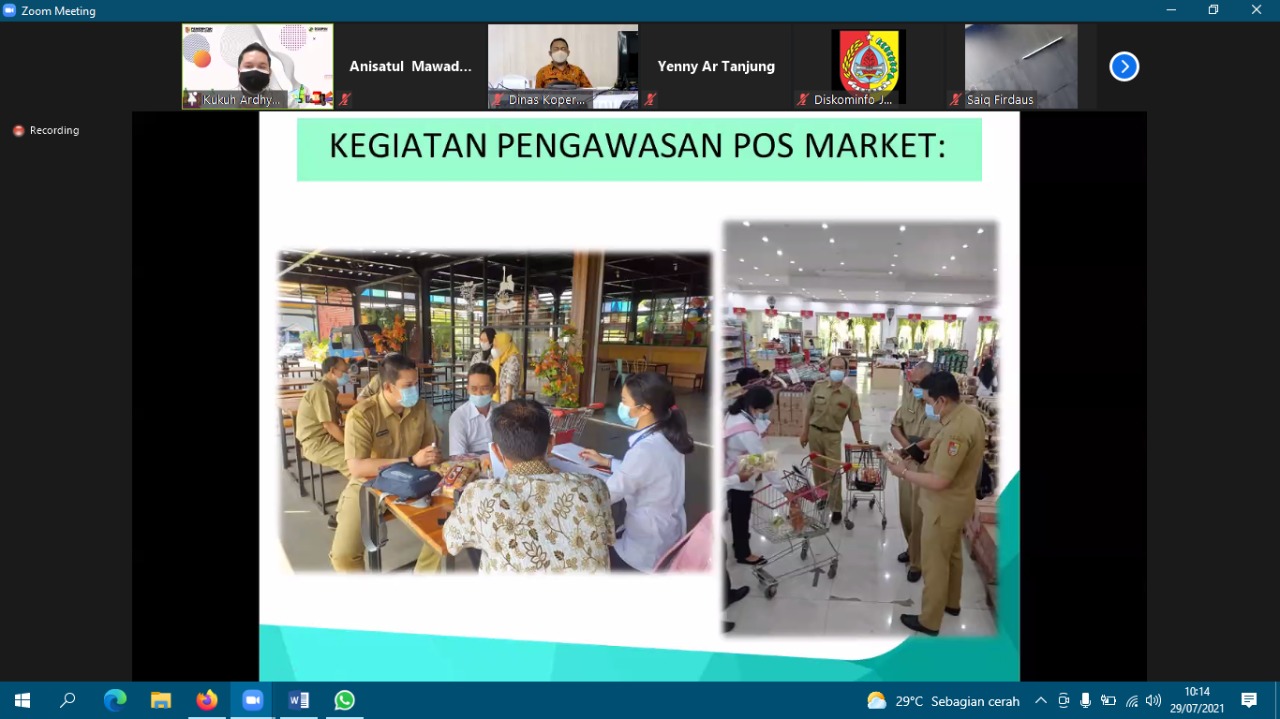 Zoom Meeting
Kukuh Ardhy...
Anisatul Mawad...
Dinas Koper...
Yenny Ar Tanjung
Diskominfo J...
Saiq Firdaus
Recording
KEGIATAN PENGAWASAN POS MARKET:
29°C Sebagian cerah
10:14
29/07/2021